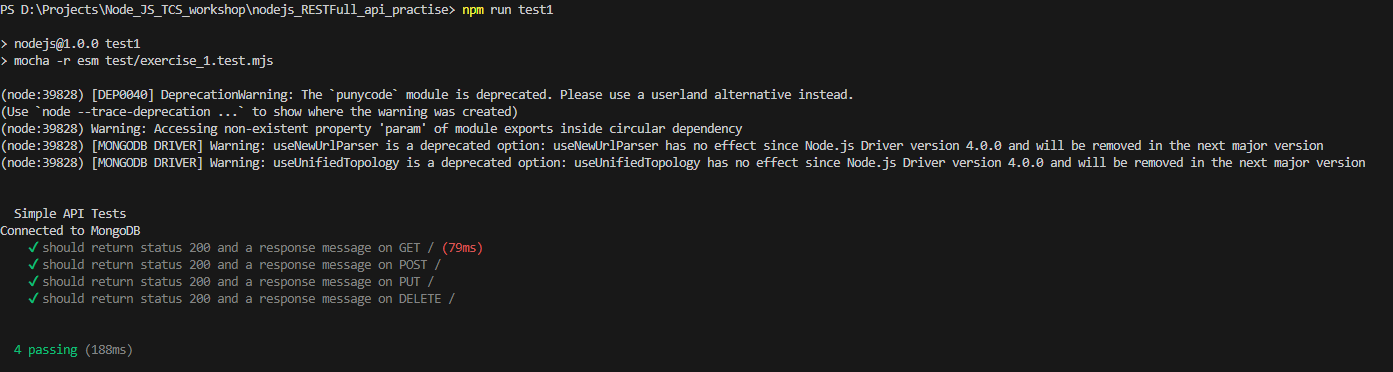 PS D:\Projects\Node_JS_TCS_workshop\nodejs_RESTFull_api_practise> npm run test1
> nodejs@1.0.0 test1
> mocha -r esm test/exercise_1.test.mjs
(node:39828) [DEP0040] DeprecationWarning: The `punycode` module is deprecated. Please use a userland alternative instead.
(Use `node --trace-deprecation ...` to show where the warning was created)
(node:39828) Warning: Accessing non-existent property 'param' of module exports inside circular dependency
(node:39828) [MONGODB DRIVER] Warning: useNewUrlParser is a deprecated option: useNewUrlParser has no effect since Node.js Driver version 4.0.0 and will be removed in the next major version
(node:39828) [MONGODB DRIVER] Warning: useUnifiedTopology is a deprecated option: useUnifiedTopology has no effect since Node.js Driver version 4.0.0 and will be removed in the next major version
Simple API Tests
Connected to MongoDB
✔ should return status 200 and a response message on GET / (79ms)
✔ should return status 200 and a response message on POST /
✔ should return status 200 and a response message on PUT /
✔ should return status 200 and a response message on DELETE /
4 passing (188ms)